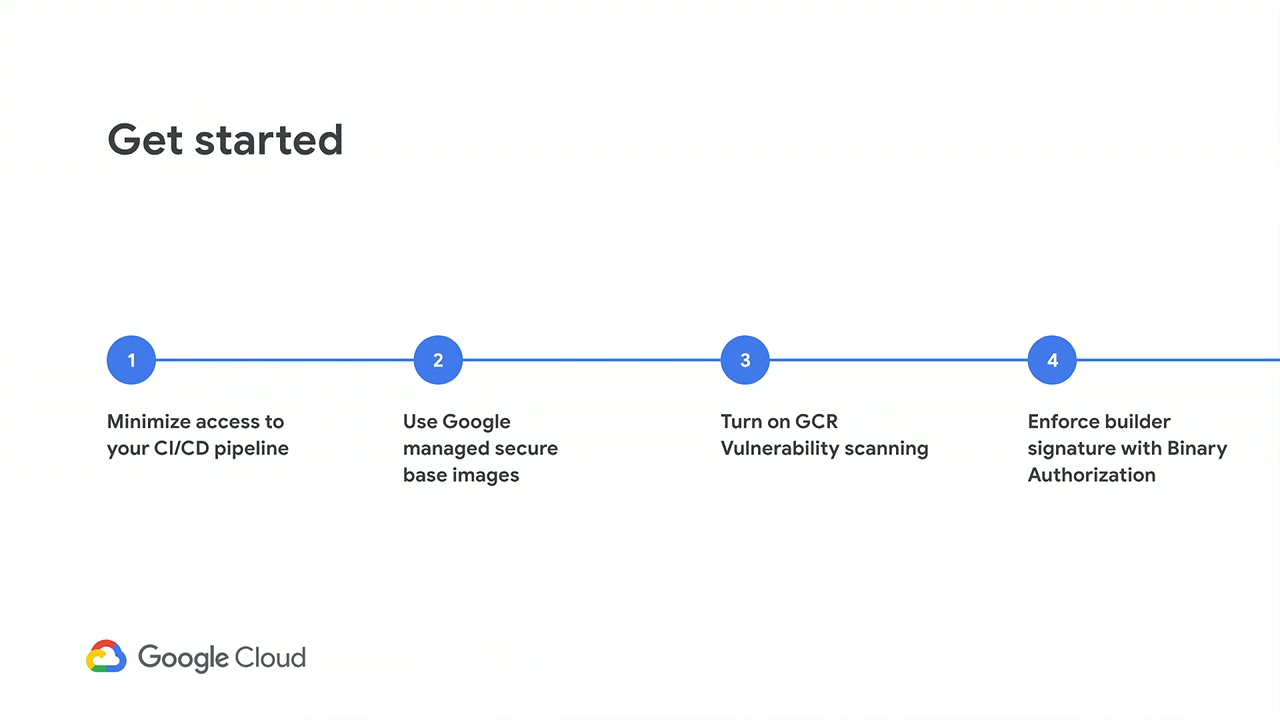 Get started
1
2
3
4
Minimize access to
your CI/CD pipeline
Use Google
managed secure
base images
Turn on GCR
Vulnerability scanning
Enforce builder
signature with Binary
Authorization
Google Cloud